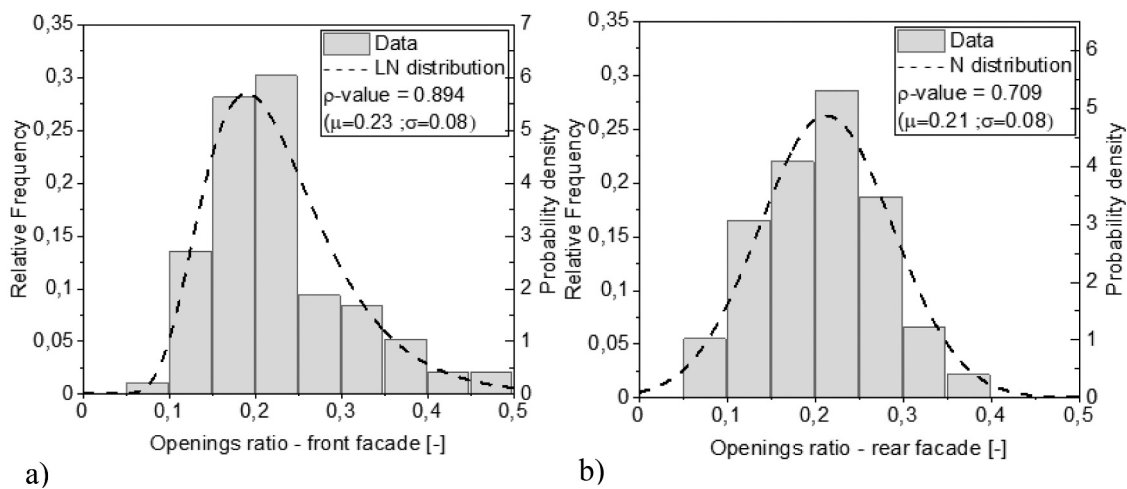 0,35
0,3
0,25
0,2
0,15
0,1
0,05
0
Relative Frequency
7
6
5
4
3
2
1
0
Probability density
Data
LN distribution
ρ-value = 0.894
(μ=0.23 ;σ=0.08)
0 0,1 0,2 0,3 0,4 0,5
Openings ratio - front facade [-]
a)
0,35
0,3
0,25
0,2
0,15
0,1
0,05
0
Relative Frequency
6
5
4
3
2
1
0
Probability density
Data
N distribution
ρ-value = 0.709
(μ=0.21 ;σ=0.08)
0 0,1 0,2 0,3 0,4 0,5
Openings ratio - rear facade [-]
b)